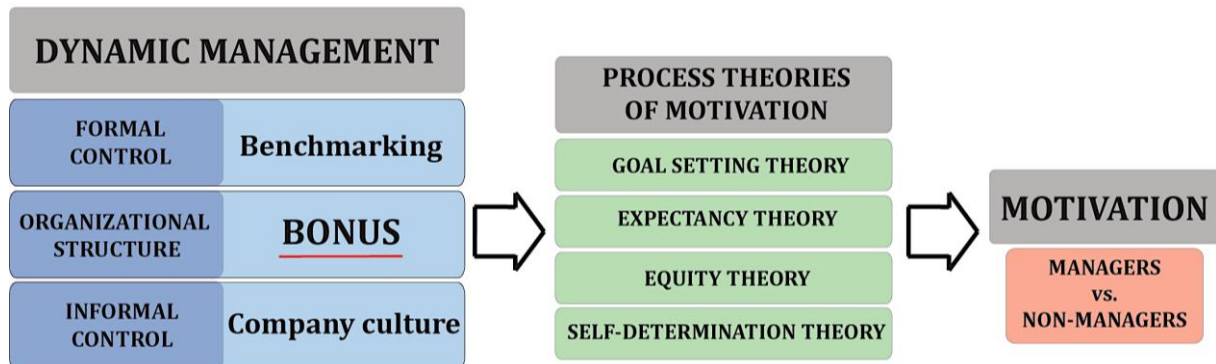 DYNAMIC MANAGEMENT
FORMAL
CONTROL
Benchmarking
ORGANIZATIONAL
STRUCTURE
BONUS
INFORMAL
CONTROL
Company culture
PROCESS THEORIES
OF MOTIVATION
GOAL SETTING THEORY
EXPECTANCY THEORY
EQUITY THEORY
SELF-DETERMINATION THEORY
MOTIVATION
MANAGERS
vs.
NON-MANAGERS